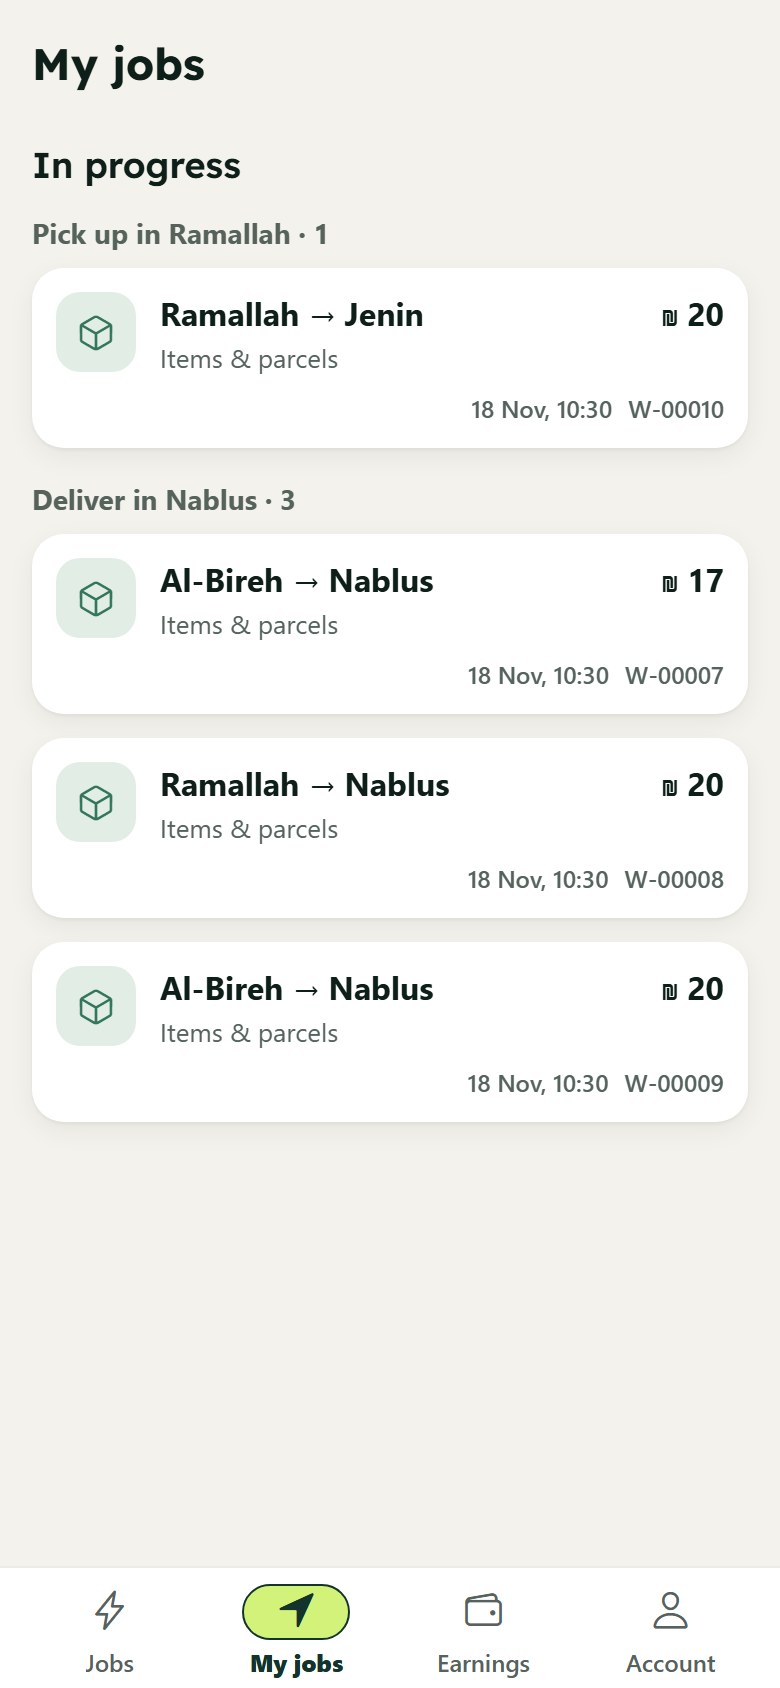 My jobs
In progress
Pick up in Ramallah · 1
Ramallah → Jenin ₪ 20
Items & parcels
18 Nov, 10:30 W-00010
Deliver in Nablus · 3
Al-Bireh → Nablus ₪ 17
Items & parcels
18 Nov, 10:30 W-00007
Ramallah → Nablus ₪ 20
Items & parcels
18 Nov, 10:30 W-00008
Al-Bireh → Nablus ₪ 20
Items & parcels
18 Nov, 10:30 W-00009
Jobs My jobs Earnings Account